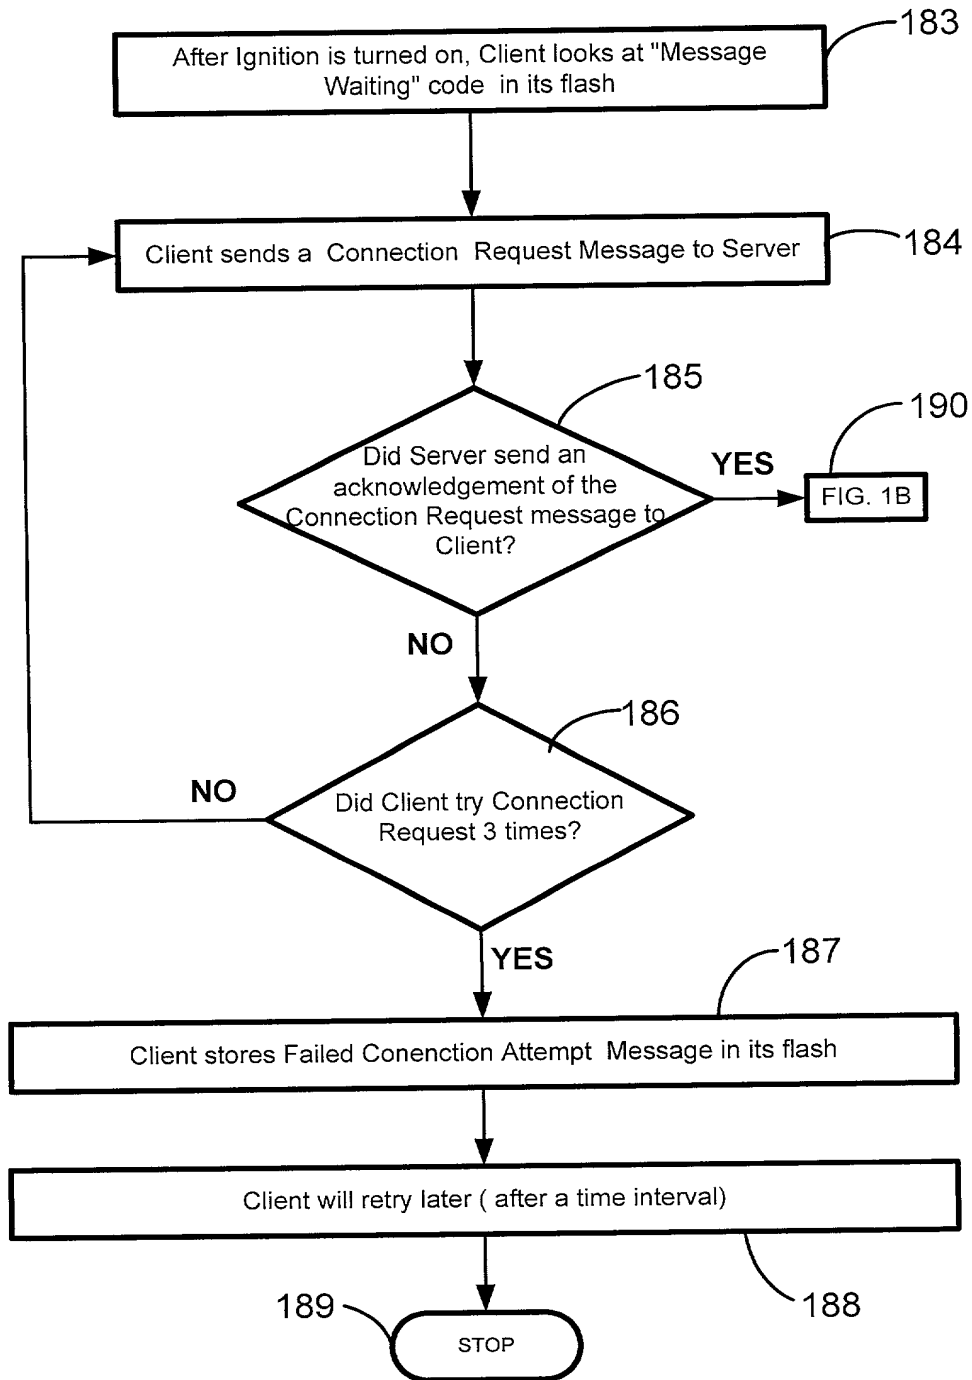 183
After Ignition is turned on, Client looks at "Message
Waiting" code in its flash
Client sends a Connection Request Message to Server
184
185
190
Did Server send an
acknowledgement of the
Connection Request message to
Client?
YES
FIG. 1B
NO
186
NO
Did Client try Connection
Request 3 times?
YES
187
Client stores Failed Conenction Attempt Message in its flash
Client will retry later ( after a time interval)
188
189
STOP